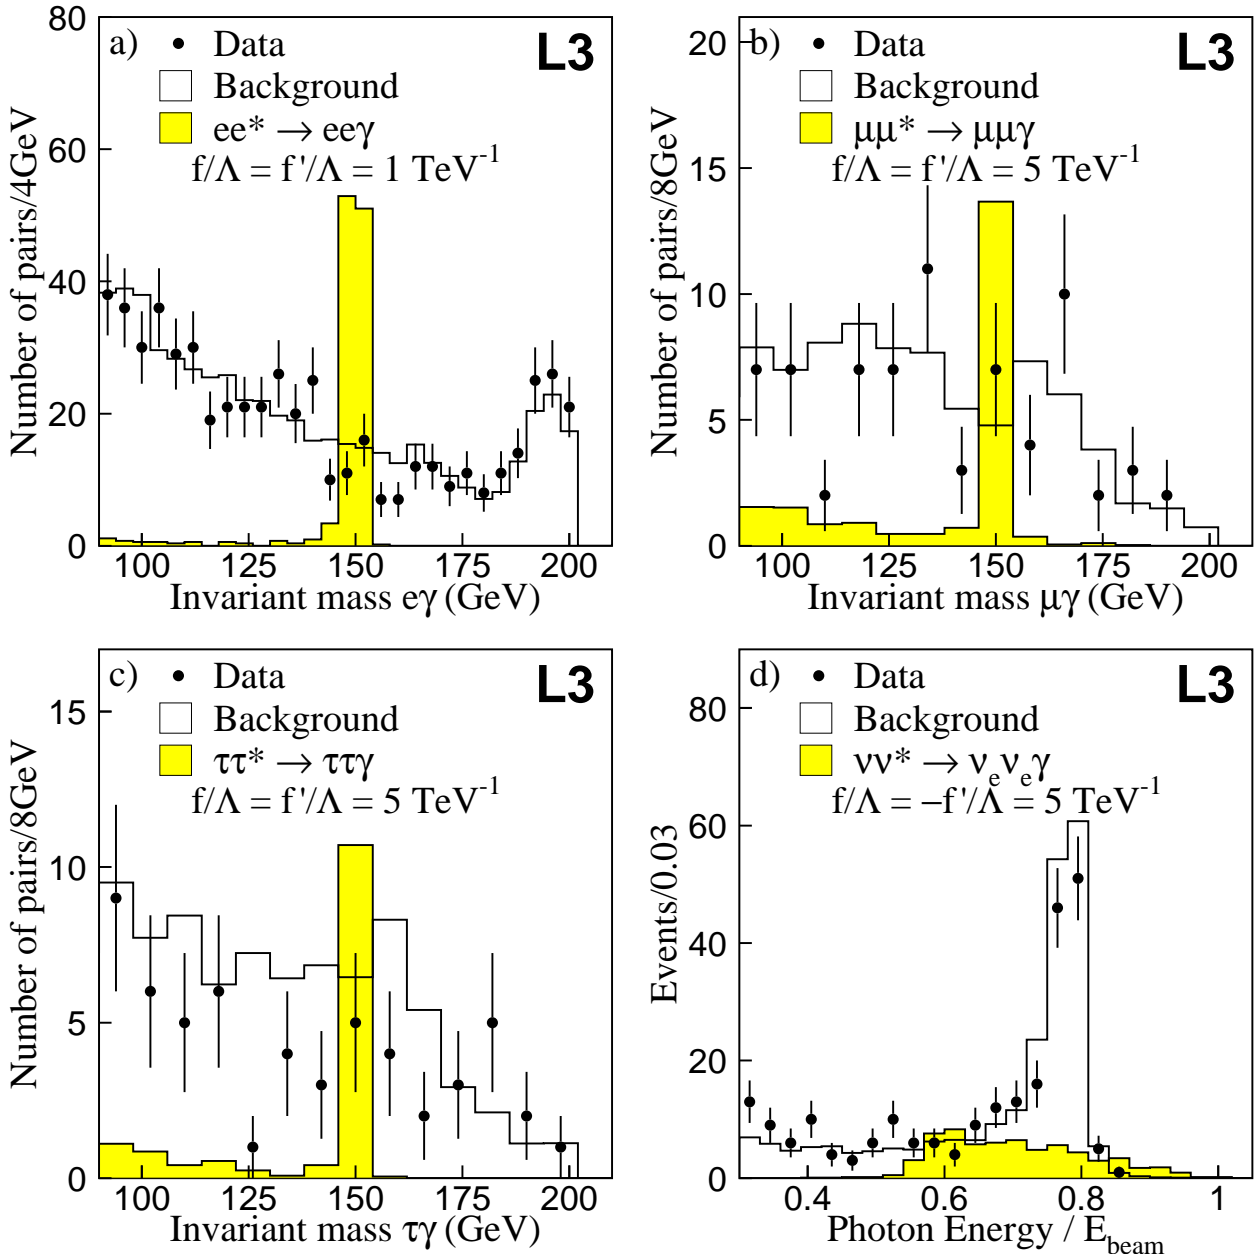 a)
Data
L3
Background
ee* → eeγ
f/Λ = f'/Λ = 1 TeV-1
Number of pairs/4GeV
80
60
40
20
0
100 125 150 175 200
Invariant mass eγ (GeV)
b)
Data
L3
Background
μμ* → μμγ
f/Λ = f'/Λ = 5 TeV-1
Number of pairs/8GeV
20
15
10
5
0
100 125 150 175 200
Invariant mass μγ (GeV)
c)
Data
L3
Background
ττ* → ττγ
f/Λ = f'/Λ = 5 TeV-1
Number of pairs/8GeV
15
10
5
0
100 125 150 175 200
Invariant mass τγ (GeV)
d)
Data
L3
Background
νν* → νeνeγ
f/Λ = −f'/Λ = 5 TeV-1
Events/0.03
80
60
40
20
0
0.4 0.6 0.8 1
Photon Energy / Ebeam